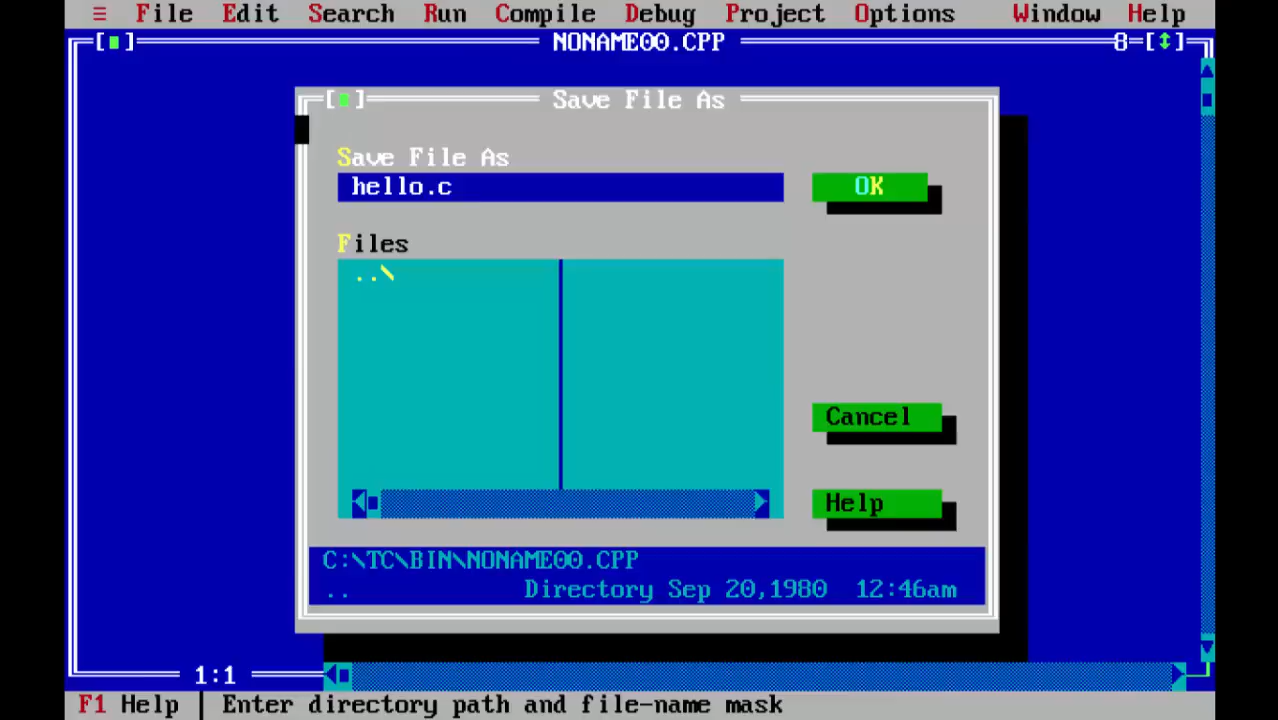 ≡ File Edit Search Run Compile Debug Project Options Window Help
NONAME00.CPP 8
Save File As
Save File As
hello.c OK
Files
..\
Cancel
Help
C:\TC\BIN\NONAME00.CPP
.. Directory Sep 20,1980 12:46am
1:1
F1 Help Enter directory path and file-name mask